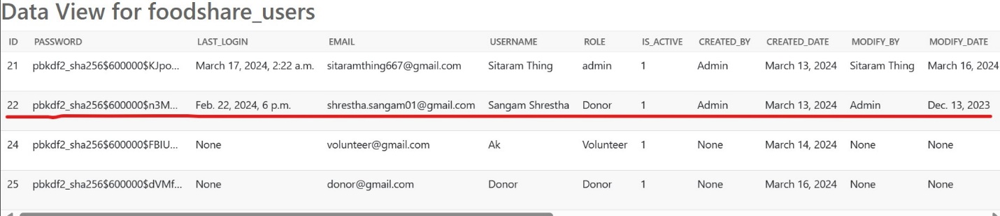 Data View for foodshare_users
ID PASSWORD LAST_LOGIN EMAIL USERNAME ROLE IS_ACTIVE CREATED_BY CREATED_DATE MODIFY_BY MODIFY_DATE
21 pbkdf2_sha256$600000$KJpo... March 17, 2024, 2:22 a.m. sitaramthing667@gmail.com Sitaram Thing admin 1 Admin March 13, 2024 Sitaram Thing March 16, 2024
22 pbkdf2_sha256$600000$n3M... Feb. 22, 2024, 6 p.m. shrestha.sangam01@gmail.com Sangam Shrestha Donor 1 Admin March 13, 2024 Admin Dec. 13, 2023
24 pbkdf2_sha256$600000$FBIU... None volunteer@gmail.com Ak Volunteer 1 None March 14, 2024 None None
25 pbkdf2_sha256$600000$dVMf... None donor@gmail.com Donor Donor 1 None March 16, 2024 None None